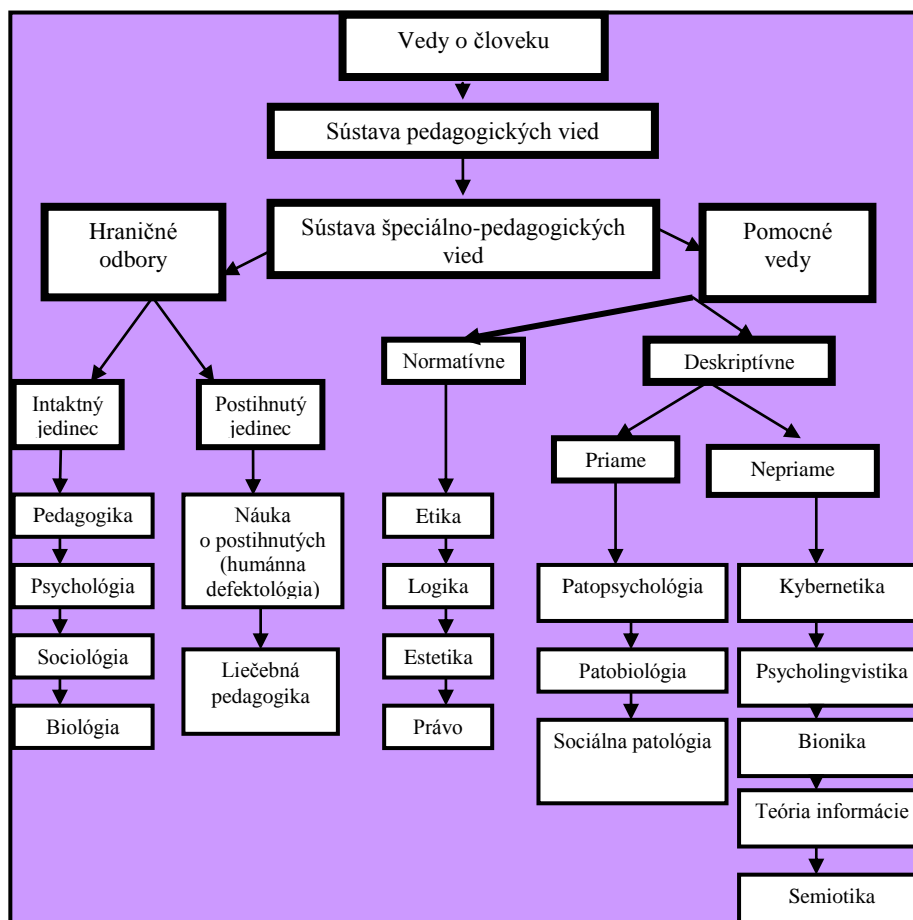 Vedy o človeku
Sústava pedagogických vied
Hraničné
odbory
Sústava špeciálno-pedagogických
vied
Pomocné
vedy
Normatívne
Deskriptívne
Intaktný
jedinec
Postihnutý
jedinec
Priame
Nepriame
Pedagogika
Psychológia
Sociológia
Biológia
Náuka
o postihnutých
(humánna
defektológia)
Liečebná
pedagogika
Etika
Logika
Estetika
Právo
Patopsychológia
Patobiológia
Sociálna patológia
Kybernetika
Psycholingvistika
Bionika
Teória informácie
Semiotika